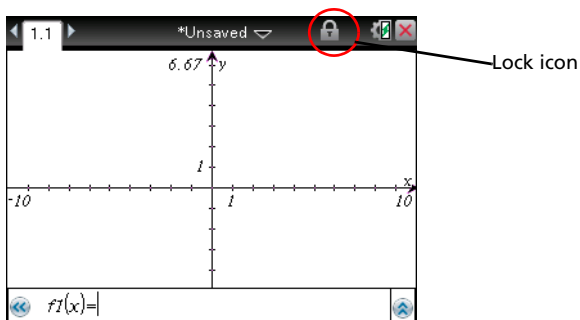 1.1 *Unsaved
Lock icon
6.67 y
1
x
-10 1 10
f1(x)=